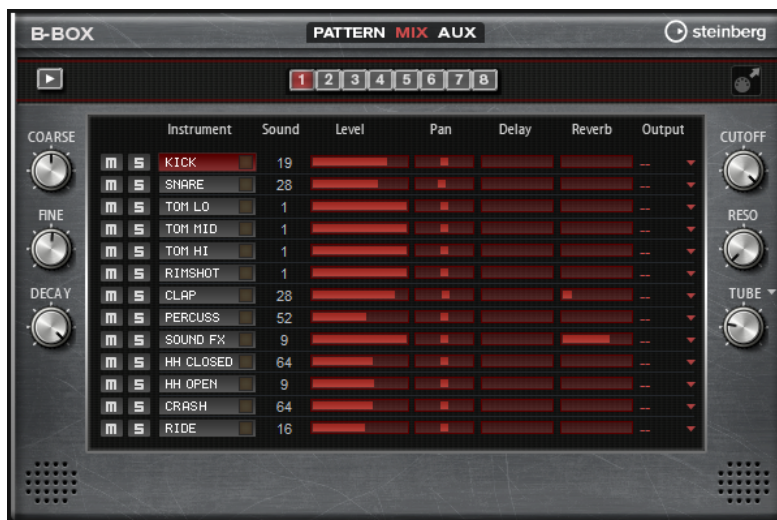 B-BOX PATTERN MIX AUX steinberg
1 2 3 4 5 6 7 8
Instrument Sound Level Pan Delay Reverb Output
COARSE
FINE
DECAY
m S KICK 19 --
m S SNARE 28 --
m S TOM LO 1 --
m S TOM MID 1 --
m S TOM HI 1 --
m S RIMSHOT 1 --
m S CLAP 28 --
m S PERCUSS 52 --
m S SOUND FX 9 --
m S HH CLOSED 64 --
m S HH OPEN 9 --
m S CRASH 64 --
m S RIDE 16 --
CUTOFF
RESO
TUBE